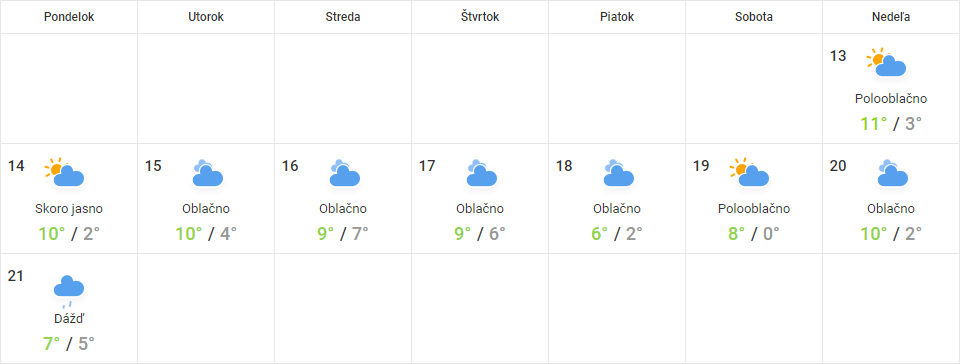 Pondelok Utorok Streda Štvrtok Piatok Sobota Nedeľa
13
Polooblačno
11° / 3°
14 15 16 17 18 19 20
Skoro jasno Oblačno Oblačno Oblačno Oblačno Polooblačno Oblačno
10° / 2° 10° / 4° 9° / 7° 9° / 6° 6° / 2° 8° / 0° 10° / 2°
21
Dážď
7° / 5°